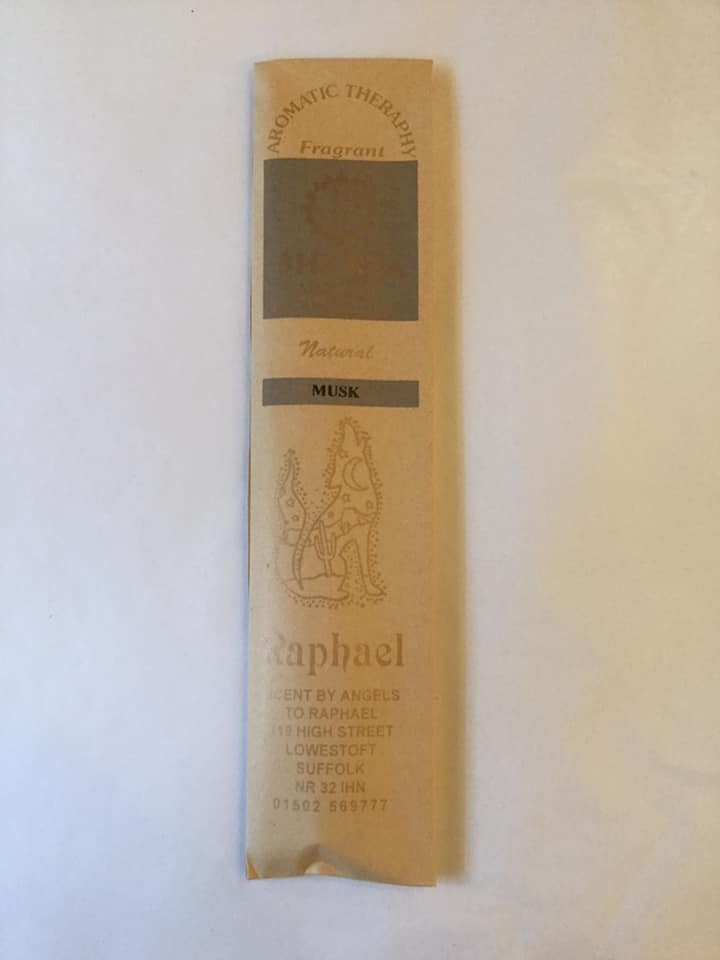 AROMATIC THERAPHY
Fragrant
Natural
MUSK
Raphael
CENT BY ANGELS
TO RAPHAEL
119 HIGH STREET
LOWESTOFT
SUFFOLK
NR 32 IHN
01502 569777